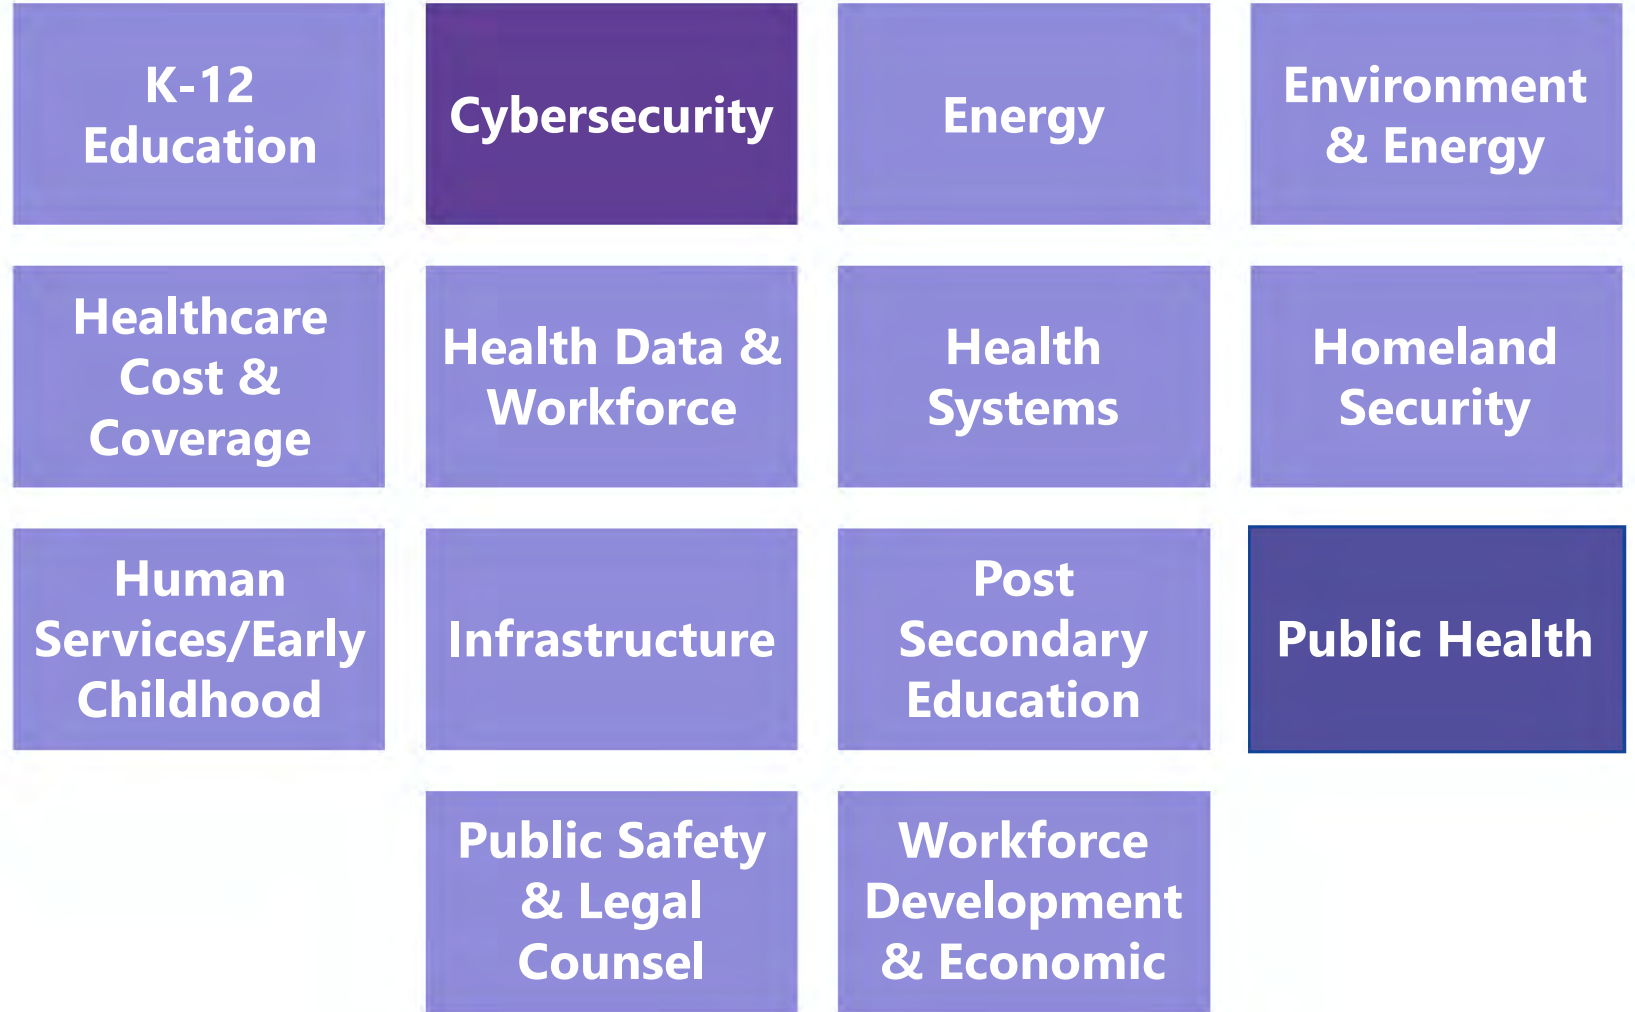 K-12
Education
Cybersecurity
Energy
Environment
& Energy
Healthcare
Cost &
Coverage
Health Data &
Workforce
Health
Systems
Homeland
Security
Human
Services/Early
Childhood
Infrastructure
Post
Secondary
Education
Public Health
Public Safety
& Legal
Counsel
Workforce
Development
& Economic